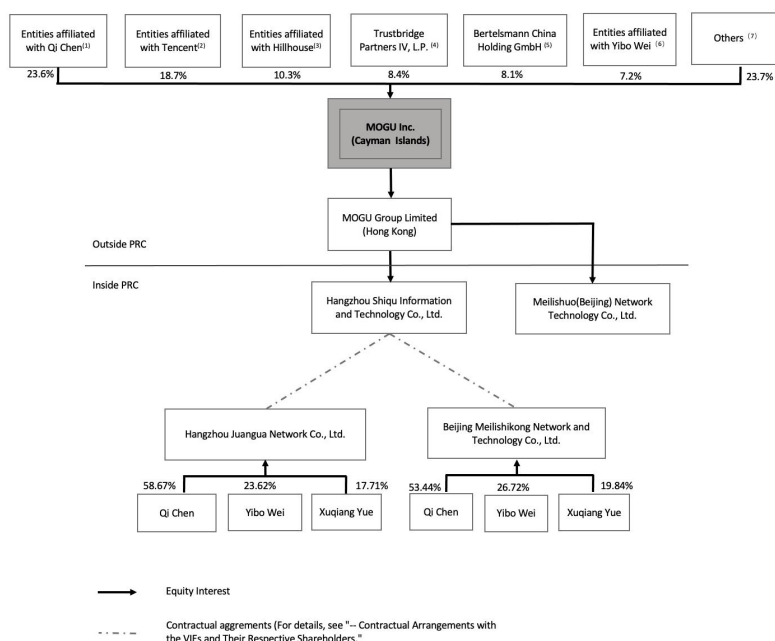 Entities affiliated
with Qi Chen(1)
Entities affiliated
with Tencent(2)
Entities affiliated
with Hillhouse(3)
Trustbridge
Partners IV, L.P. (4)
Bertelsmann China
Holding GmbH (5)
Entities affiliated
with Yibo Wei (6)
Others (7)
23.6%
18.7%
10.3%
8.4%
8.1%
7.2%
23.7%
MOGU Inc.
(Cayman Islands)
MOGU Group Limited
(Hong Kong)
Outside PRC
Inside PRC
Hangzhou Shiqu Information
and Technology Co., Ltd.
Meilishuo(Beijing) Network
Technology Co., Ltd.
Hangzhou Juangua Network Co., Ltd.
Beijing Meilishikong Network and
Technology Co., Ltd.
58.67%
23.62%
17.71%
53.44%
26.72%
19.84%
Qi Chen
Yibo Wei
Xuqiang Yue
Qi Chen
Yibo Wei
Xuqiang Yue
Equity Interest
Contractual aggrements (For details, see "-- Contractual Arrangements with
the VIFs and Their Respective Shareholders."